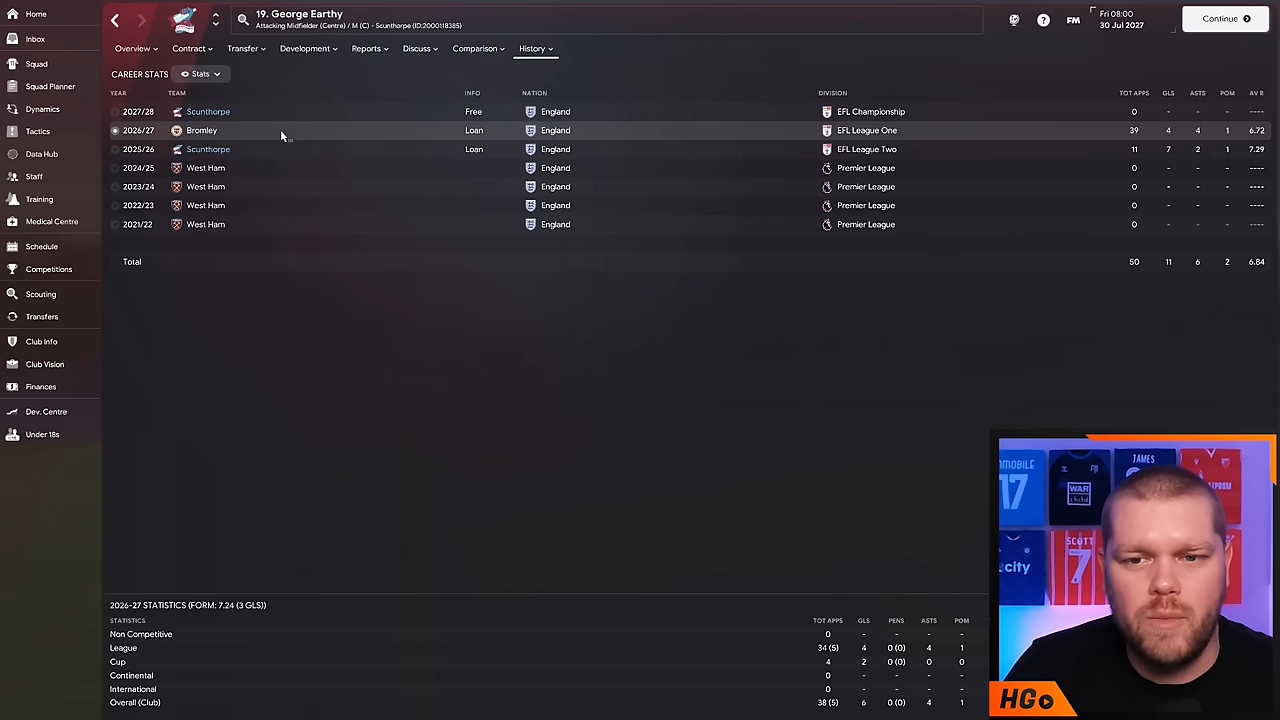 Home
Inbox
Squad
Squad Planner
Dynamics
Tactics
Data Hub
Staff
Training
Medical Centre
Schedule
Competitions
Scouting
Transfers
Club Info
Club Vision
Finances
Dev. Centre
Under 18s
19. George Earthy
Attacking Midfielder (Centre) / M (C) - Scunthorpe (ID:2000118385)
FM
Fri 08:00
30 Jul 2027
Continue
Overview Contract Transfer Development Reports Discuss Comparison History
CAREER STATS Stats
YEAR TEAM INFO NATION DIVISION TOT APPS GLS ASTS POM AV R
2027/28 Scunthorpe Free England EFL Championship 0 - - - ----
2026/27 Bromley Loan England EFL League One 39 4 4 1 6.72
2025/26 Scunthorpe Loan England EFL League Two 11 7 2 1 7.29
2024/25 West Ham England Premier League 0 - - - ----
2023/24 West Ham England Premier League 0 - - - ----
2022/23 West Ham England Premier League 0 - - - ----
2021/22 West Ham England Premier League 0 - - - ----
Total 50 11 6 2 6.84
2026-27 STATISTICS (FORM: 7.24 (3 GLS))
STATISTICS TOT APPS GLS PENS ASTS POM
Non Competitive 0 - - - -
League 34 (5) 4 0 (0) 4 1
Cup 4 2 0 (0) 0 0
Continental 0 - - - -
International 0 - - - -
Overall (Club) 38 (5) 6 0 (0) 4 1
MMOBILE
17
WAR
child
JAMES
SCOTT
7
city
HGo